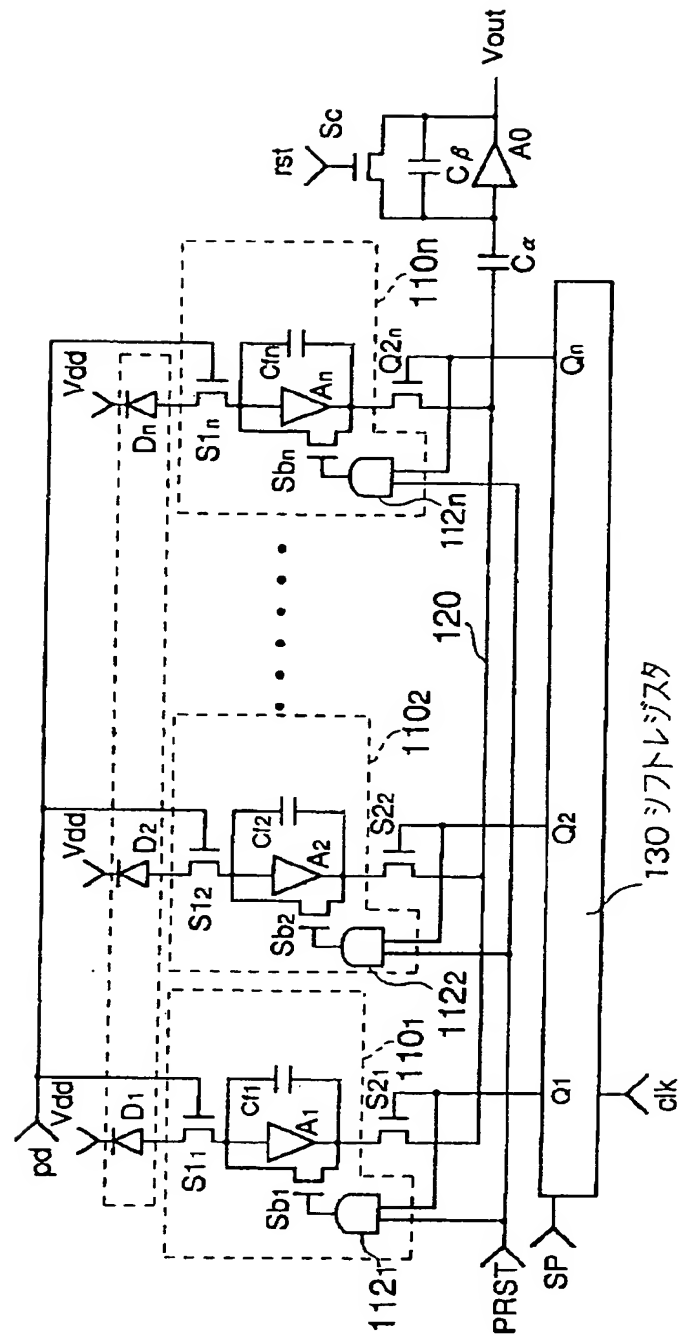 pd
Vdd
Vdd
Vdd
D1
D2
Dn
S11
S12
S1n
Cf1
Cf2
Cfn
A1
A2
An
Sb1
Sb2
Sbn
S21
S22
Q2n
1121
1122
112n
1101
1102
110n
120
PRST
SP
clk
Q1
Q2
Qn
130 シフトレジスタ
rst
Sc
Cβ
Cα
A0
Vout